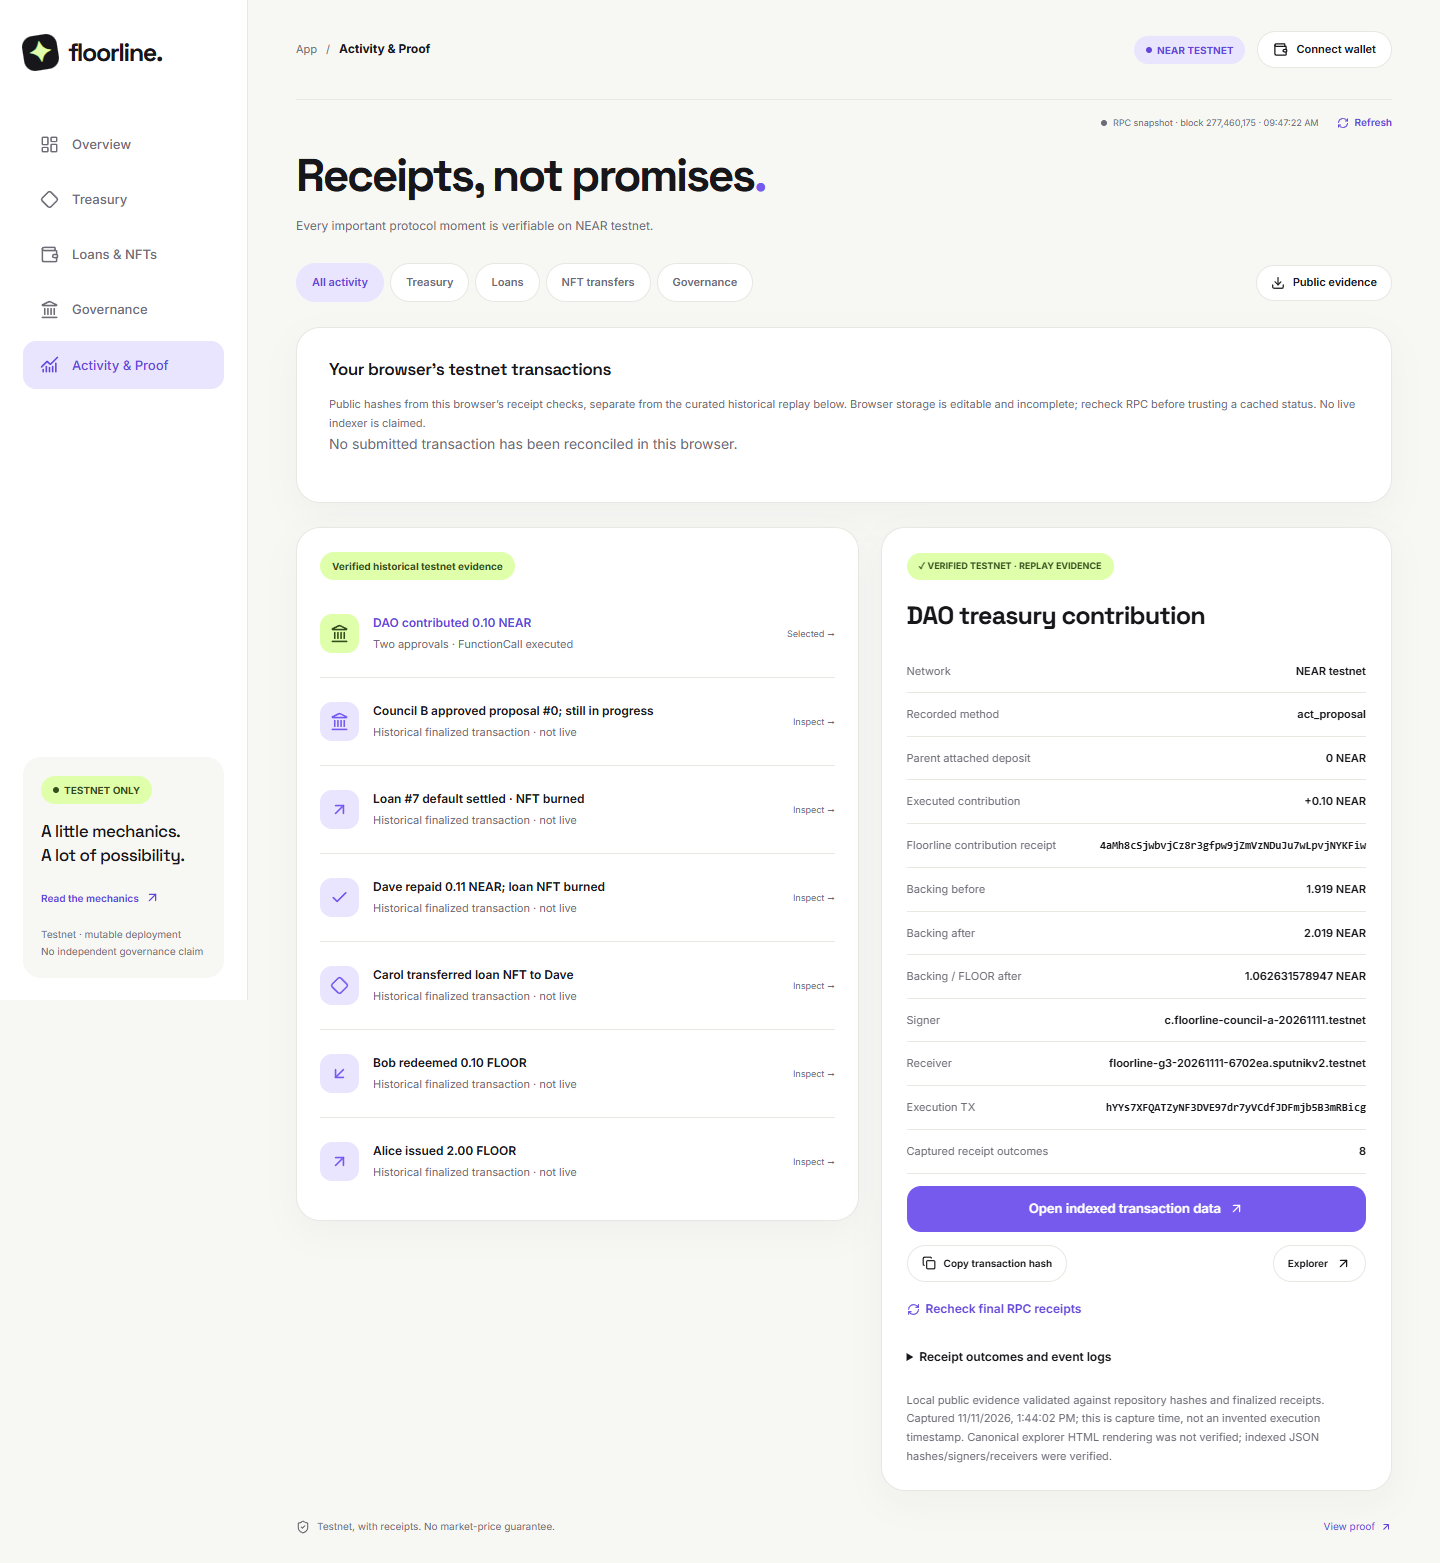 floorline.
Overview
Treasury
Loans & NFTs
Governance
Activity & Proof
TESTNET ONLY
A little mechanics.
A lot of possibility.
Read the mechanics
Testnet · mutable deployment
No independent governance claim
App / Activity & Proof
NEAR TESTNET
Connect wallet
RPC snapshot · block 277,460,175 · 09:47:22 AM
Refresh
Receipts, not promises.
Every important protocol moment is verifiable on NEAR testnet.
All activity
Treasury
Loans
NFT transfers
Governance
Public evidence
Your browser's testnet transactions
Public hashes from this browser's receipt checks, separate from the curated historical replay below. Browser storage is editable and incomplete; recheck RPC before trusting a cached status. No live
indexer is claimed.
No submitted transaction has been reconciled in this browser.
Verified historical testnet evidence
DAO contributed 0.10 NEAR
Two approvals · FunctionCall executed
Selected →
Council B approved proposal #0; still in progress
Historical finalized transaction · not live
Inspect →
Loan #7 default settled · NFT burned
Historical finalized transaction · not live
Inspect →
Dave repaid 0.11 NEAR; loan NFT burned
Historical finalized transaction · not live
Inspect →
Carol transferred loan NFT to Dave
Historical finalized transaction · not live
Inspect →
Bob redeemed 0.10 FLOOR
Historical finalized transaction · not live
Inspect →
Alice issued 2.00 FLOOR
Historical finalized transaction · not live
Inspect →
✓ VERIFIED TESTNET · REPLAY EVIDENCE
DAO treasury contribution
Network NEAR testnet
Recorded method act_proposal
Parent attached deposit 0 NEAR
Executed contribution +0.10 NEAR
Floorline contribution receipt 4aMh8cSjwbvjCz8r3gfpw9jZmVzNDuJu7wLpvjNYKFiw
Backing before 1.919 NEAR
Backing after 2.019 NEAR
Backing / FLOOR after 1.062631578947 NEAR
Signer c.floorline-council-a-20261111.testnet
Receiver floorline-g3-20261111-6702ea.sputnikv2.testnet
Execution TX hYYs7XFQATZyNF3DVE97dr7yVCdfJDFmjb5B3mRBicg
Captured receipt outcomes 8
Open indexed transaction data
Copy transaction hash
Explorer
Recheck final RPC receipts
Receipt outcomes and event logs
Local public evidence validated against repository hashes and finalized receipts.
Captured 11/11/2026, 1:44:02 PM; this is capture time, not an invented execution
timestamp. Canonical explorer HTML rendering was not verified; indexed JSON
hashes/signers/receivers were verified.
Testnet, with receipts. No market-price guarantee.
View proof